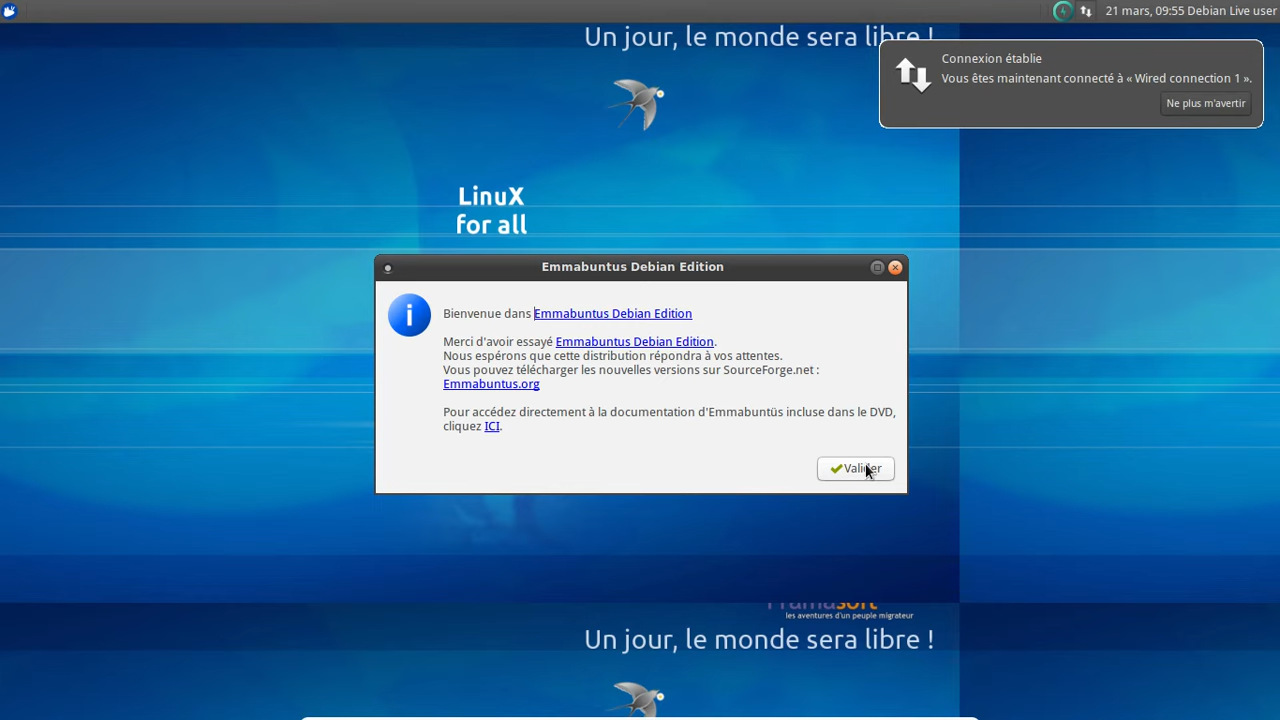 21 mars, 09:55 Debian Live user
Un jour, le monde sera libre !
Connexion établie
Vous êtes maintenant connecté à « Wired connection 1 ».
Ne plus m'avertir
LinuX
for all
Emmabuntus Debian Edition
Bienvenue dans Emmabuntus Debian Edition
Merci d'avoir essayé Emmabuntus Debian Edition.
Nous espérons que cette distribution répondra à vos attentes.
Vous pouvez télécharger les nouvelles versions sur SourceForge.net :
Emmabuntus.org
Pour accédez directement à la documentation d'Emmabuntüs incluse dans le DVD,
cliquez ICI.
Valider
Framasoft
les aventures d'un peuple migrateur
Un jour, le monde sera libre !